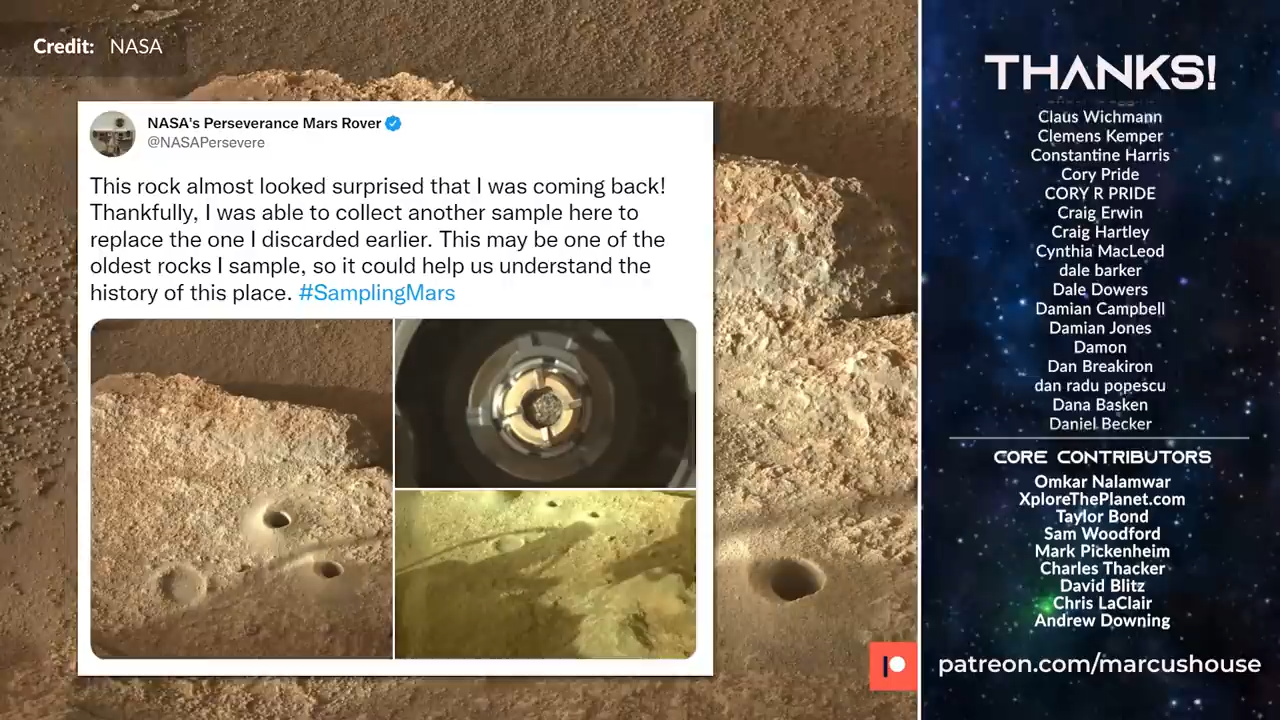 Credit: NASA
NASA's Perseverance Mars Rover
@NASAPersevere
This rock almost looked surprised that I was coming back!
Thankfully, I was able to collect another sample here to
replace the one I discarded earlier. This may be one of the
oldest rocks I sample, so it could help us understand the
history of this place. #SamplingMars
THANKS!
Claus Wichmann
Clemens Kemper
Constantine Harris
Cory Pride
CORY R PRIDE
Craig Erwin
Craig Hartley
Cynthia MacLeod
dale barker
Dale Dowers
Damian Campbell
Damian Jones
Damon
Dan Breakiron
dan radu popescu
Dana Basken
Daniel Becker
CORE CONTRIBUTORS
Omkar Nalamwar
XploreThePlanet.com
Taylor Bond
Sam Woodford
Mark Pickenheim
Charles Thacker
David Blitz
Chris LaClair
Andrew Downing
patreon.com/marcushouse